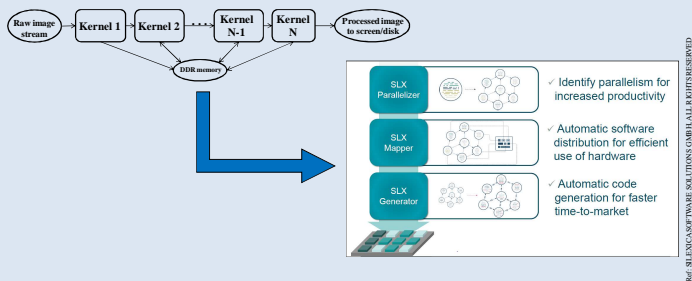 Raw image
stream
Kernel 1
Kernel 2
Kernel
N-1
Kernel
N
Processed image
to screen/disk
DDR memory
SLX
Parallelizer
✓ Identify parallelism for
increased productivity
SLX
Mapper
✓ Automatic software
distribution for efficient
use of hardware
SLX
Generator
✓ Automatic code
generation for faster
time-to-market
Ref: SILEXICASOFTWARE SOLUTIONS GMBH.ALL RIGHTSRESERVED